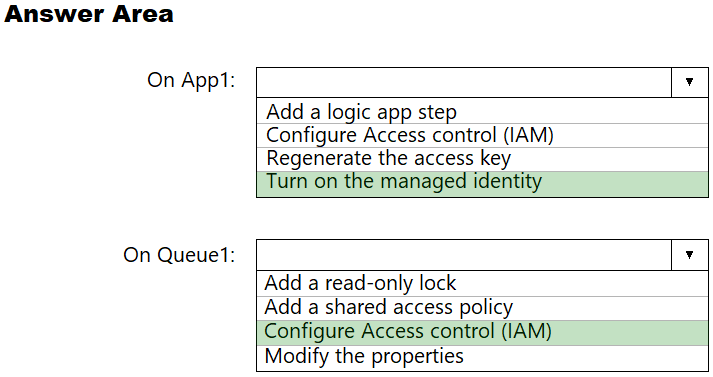 Answer Area
On App1:
Add a logic app step
Configure Access control (IAM)
Regenerate the access key
Turn on the managed identity
On Queue1:
Add a read-only lock
Add a shared access policy
Configure Access control (IAM)
Modify the properties